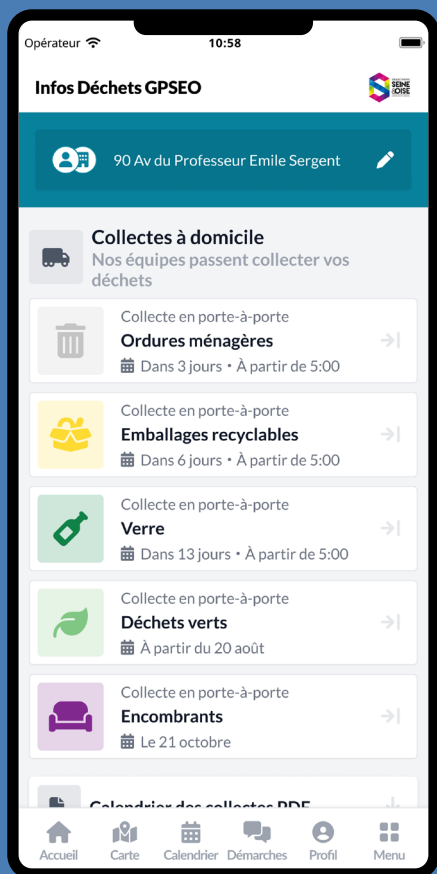 Opérateur
10:58
Infos Déchets GPSEO
SEINE
&OISE
90 Av du Professeur Emile Sergent
Collectes à domicile
Nos équipes passent collecter vos
déchets
Collecte en porte-à-porte
Ordures ménagères
Dans 3 jours • À partir de 5:00
Collecte en porte-à-porte
Emballages recyclables
Dans 6 jours • À partir de 5:00
Collecte en porte-à-porte
Verre
Dans 13 jours • À partir de 5:00
Collecte en porte-à-porte
Déchets verts
À partir du 20 août
Collecte en porte-à-porte
Encombrants
Le 21 octobre
Calendrier des collectes PDF
Accueil Carte Calendrier Démarches Profil Menu